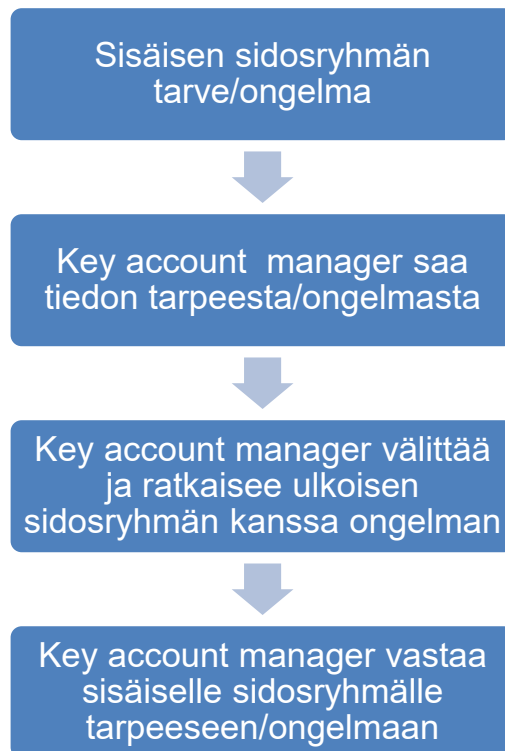 Sisäisen sidosryhmän
tarve/ongelma
Key account  manager saa
tiedon tarpeesta/ongelmasta
Key account manager välittää
ja ratkaisee ulkoisen
sidosryhmän kanssa ongelman
Key account manager vastaa
sisäiselle sidosryhmälle
tarpeeseen/ongelmaan